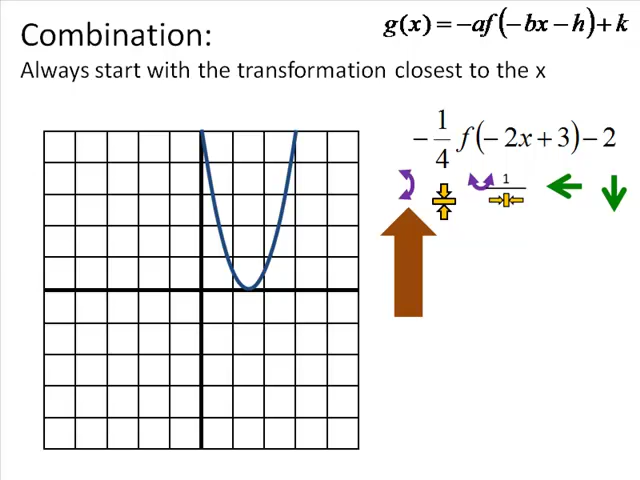 Combination:
g(x) = -af(-bx - h) + k
Always start with the transformation closest to the x
-1/4 f(-2x + 3) - 2
1